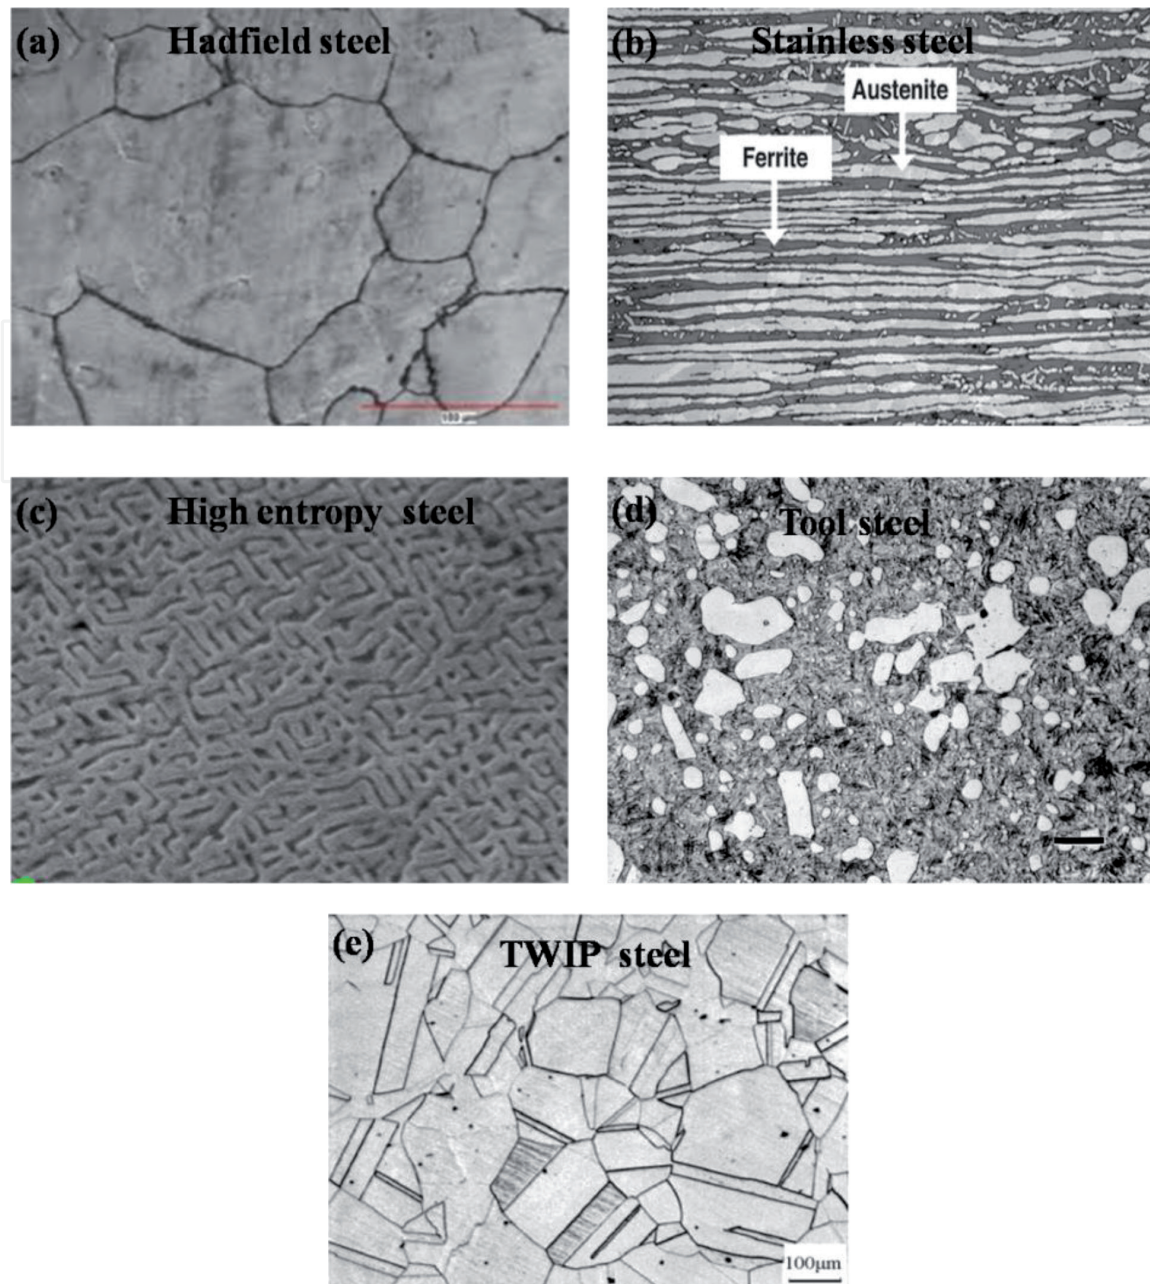 (a) Hadfield steel
(b) Stainless steel
Austenite
Ferrite
(c) High entropy steel
(d) Tool steel
(e) TWIP steel
100µm